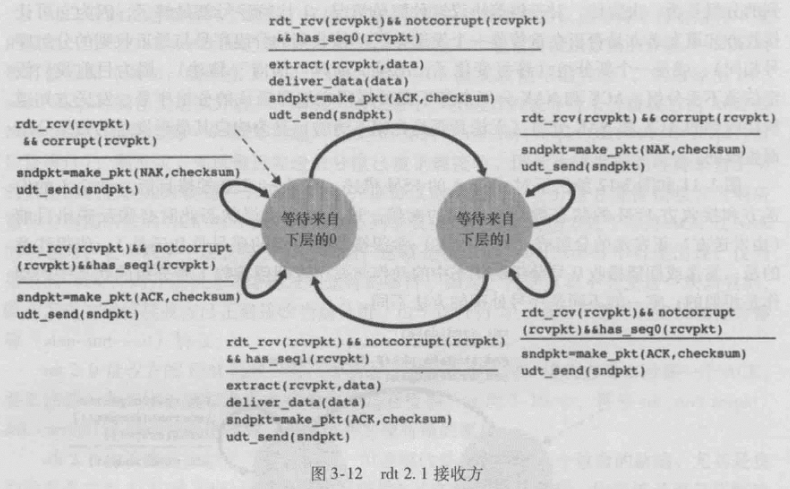 rdt_rcv(rcvpkt)&& notcorrupt(rcvpkt)
&& has_seq0(rcvpkt)
extract(rcvpkt,data)
deliver_data(data)
sndpkt=make_pkt(ACK,checksum)
udt_send(sndpkt)
rdt_rcv(rcvpkt)
&& corrupt(rcvpkt)
sndpkt=make_pkt(NAK,checksum)
udt_send(sndpkt)
rdt_rcv(rcvpkt) && corrupt(rcvpkt)
sndpkt=make_pkt(NAK,checksum)
udt_send(sndpkt)
等待来自
下层的0
等待来自
下层的1
rdt_rcv(rcvpkt)&& notcorrupt
(rcvpkt)&&has_seq1(rcvpkt)
sndpkt=make_pkt(ACK,checksum)
udt_send(sndpkt)
rdt_rcv(rcvpkt)&& notcorrupt
(rcvpkt)&&has_seq0(rcvpkt)
sndpkt=make_pkt(ACK,checksum)
udt_send(sndpkt)
rdt_rcv(rcvpkt) && notcorrupt(rcvpkt)
&& has_seq1(rcvpkt)
extract(rcvpkt,data)
deliver_data(data)
sndpkt=make_pkt(ACK,checksum)
udt_send(sndpkt)
图 3-12 rdt 2.1 接收方